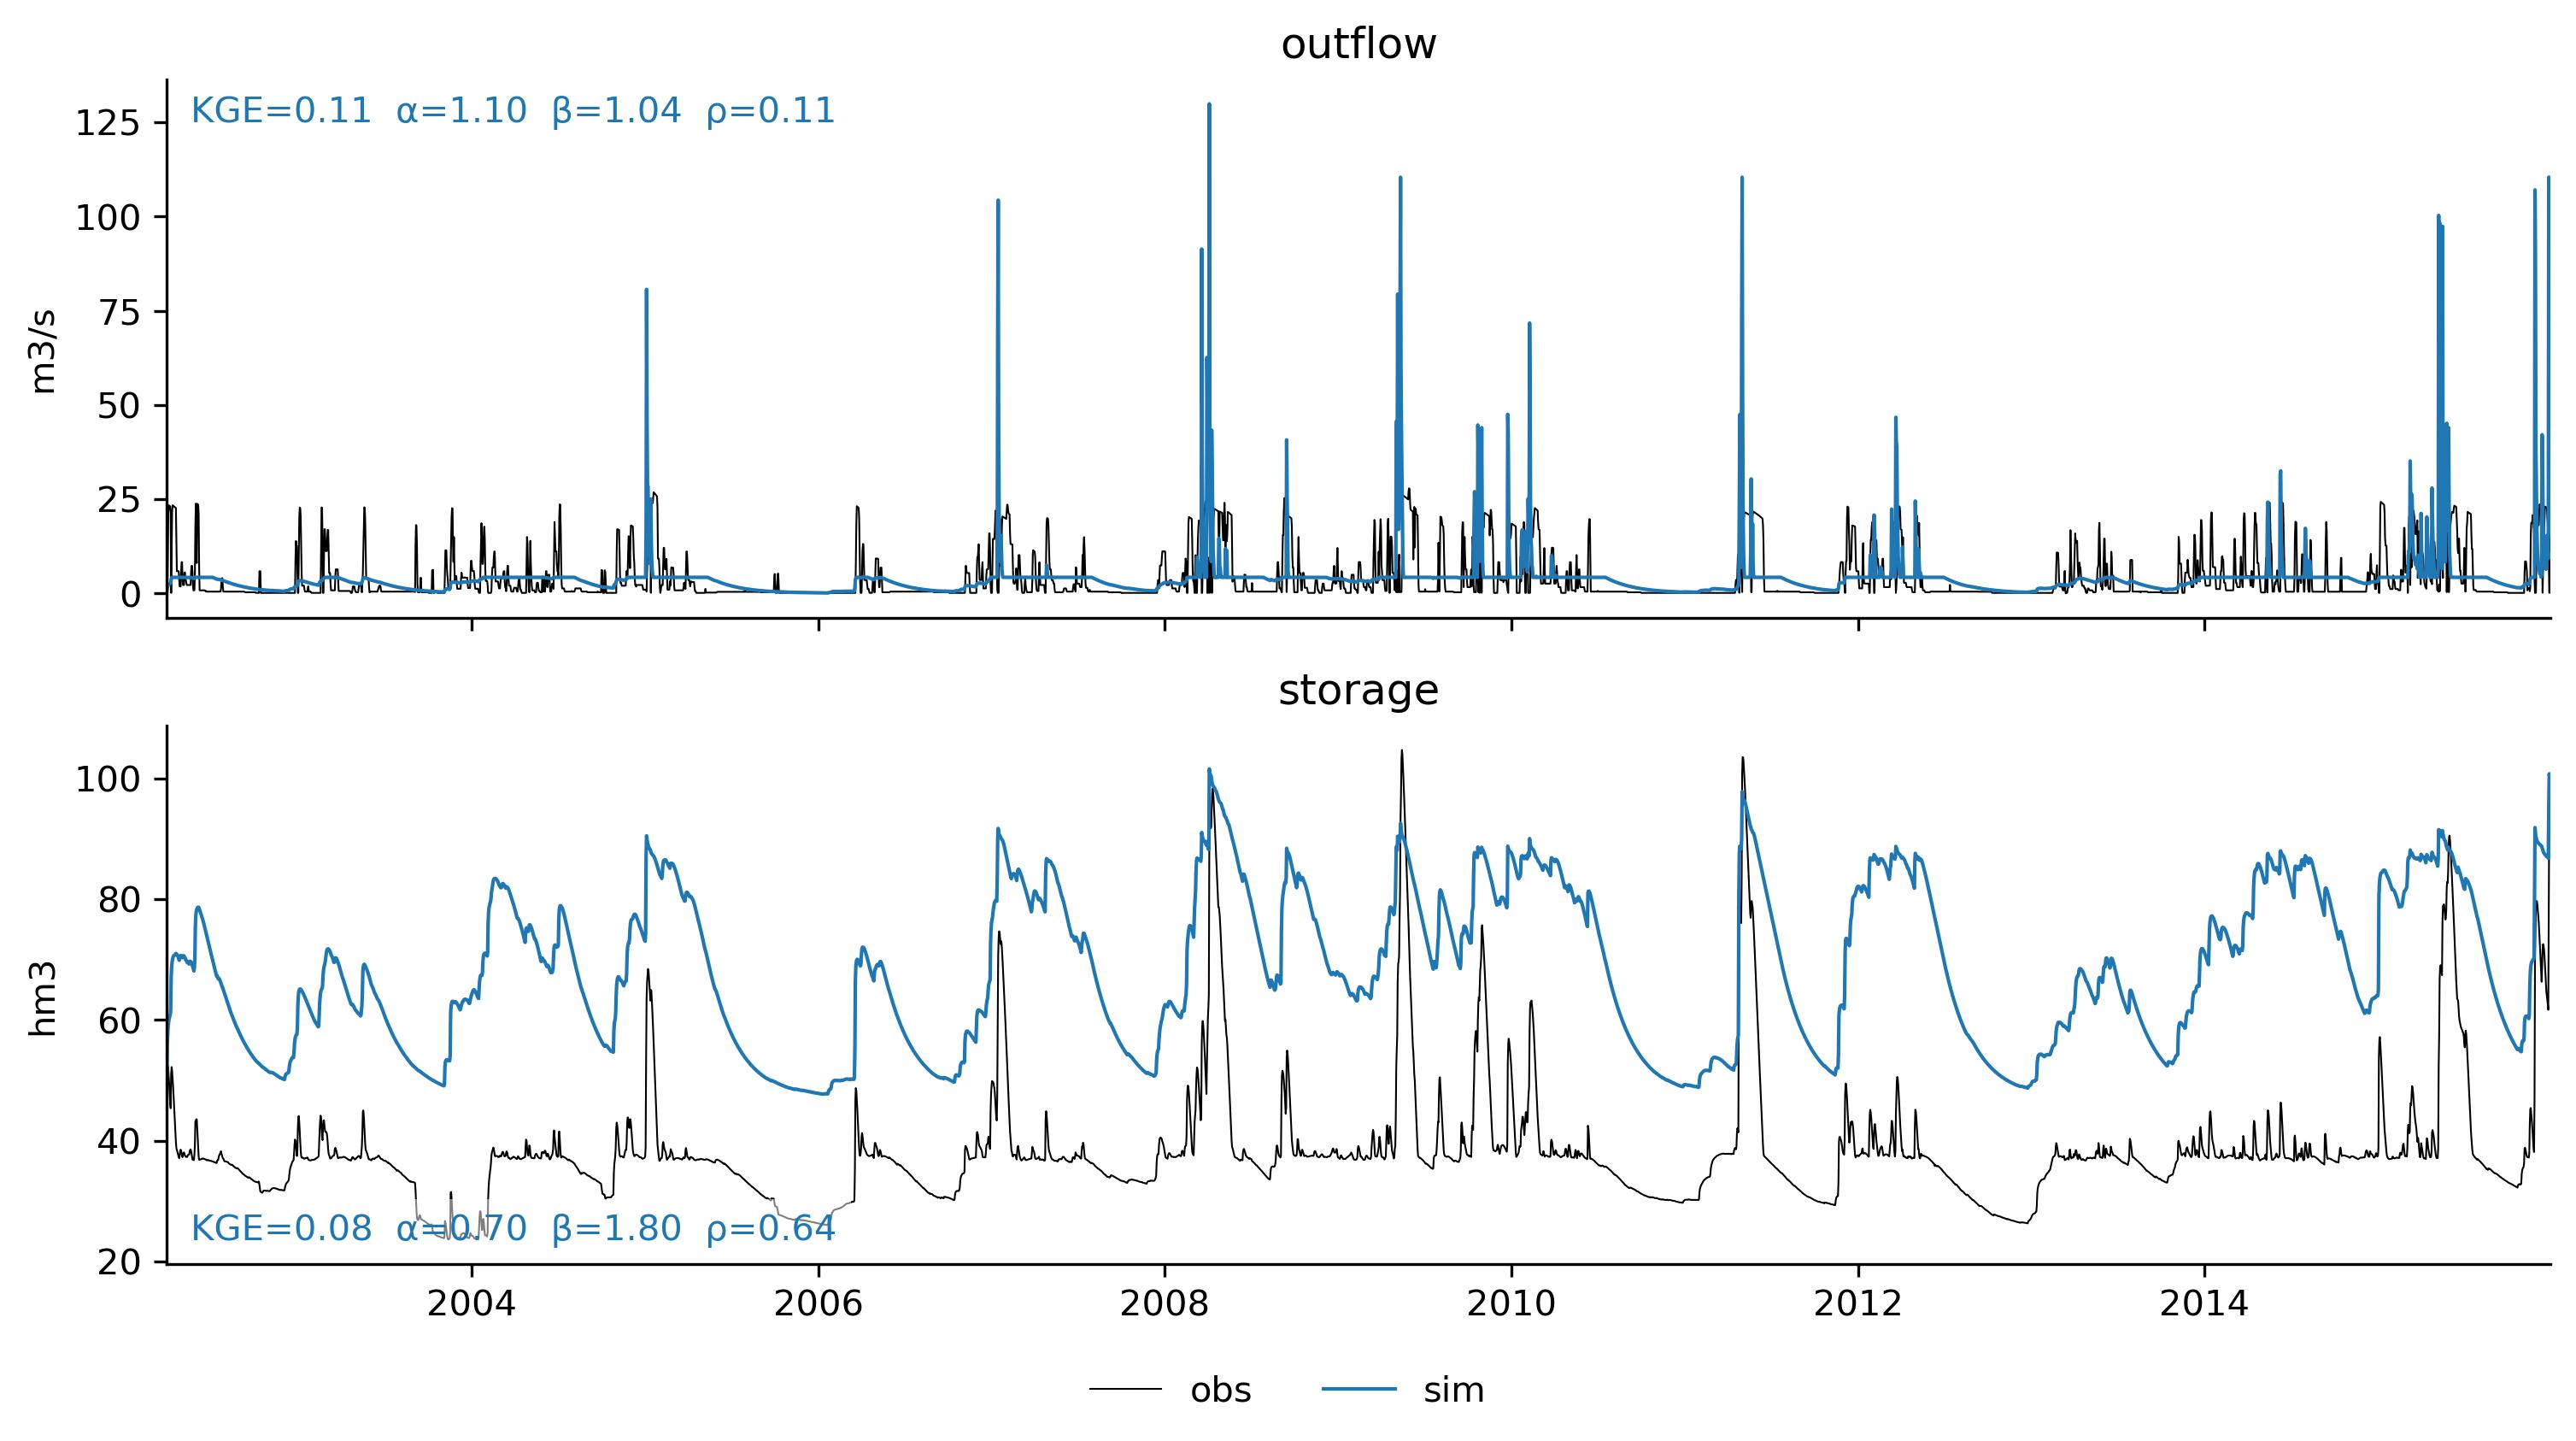 outflow
KGE=0.11 α=1.10 β=1.04 ρ=0.11
125
100
75
50
25
0
m3/s
storage
100
80
60
40
20
hm3
KGE=0.08 α=0.70 β=1.80 ρ=0.64
2004 2006 2008 2010 2012 2014
obs sim